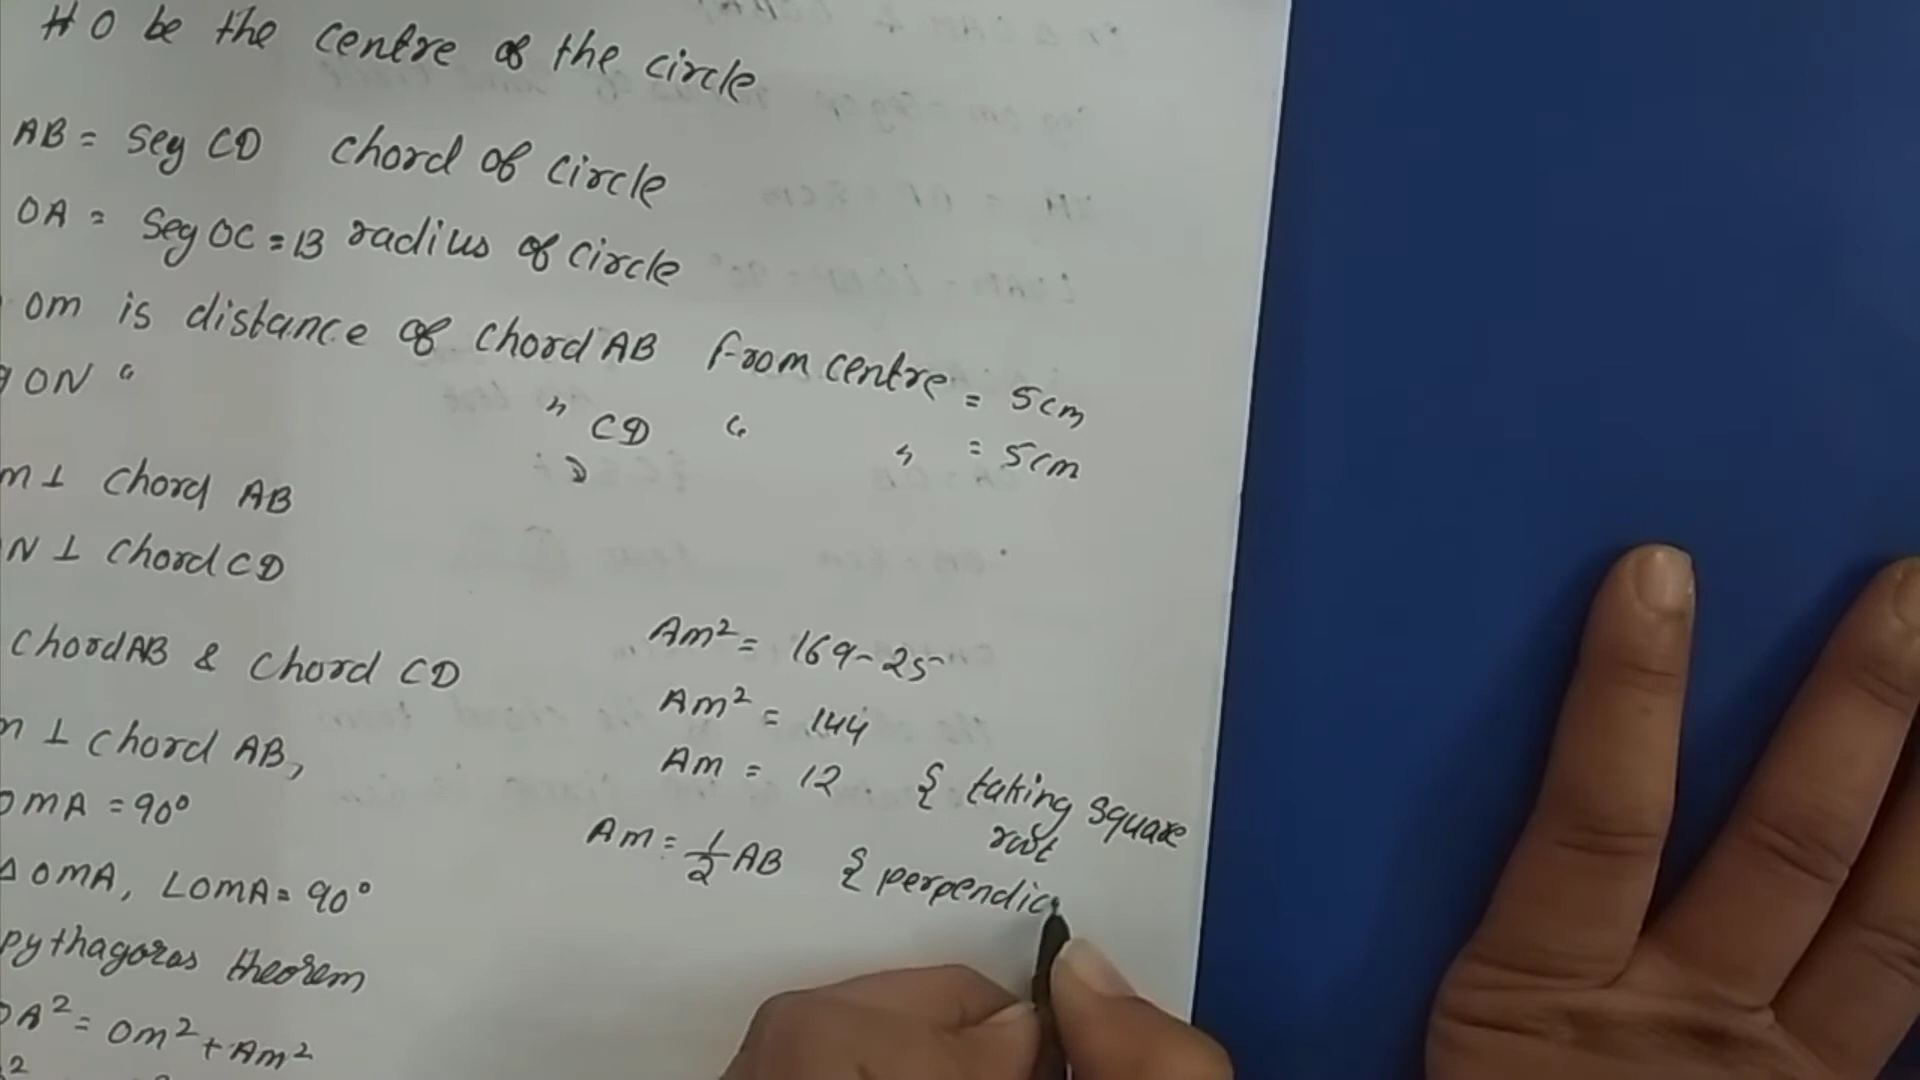 O be the centre of the circle
AB = seg CD chord of circle
OA = seg OC = 13 radius of circle
om is distance of chord AB from centre = 5cm
ON " " CD " " = 5cm
m ⊥ chord AB
N ⊥ chord CD
chord AB & chord CD
m ⊥ chord AB,
OMA = 90°
Δ OMA, ∠OMA = 90°
pythagoras theorem
OA² = Om² + Am²
Am² = 169 - 25
Am² = 144
Am = 12 { taking square
root
Am = 1/2 AB { perpendicu